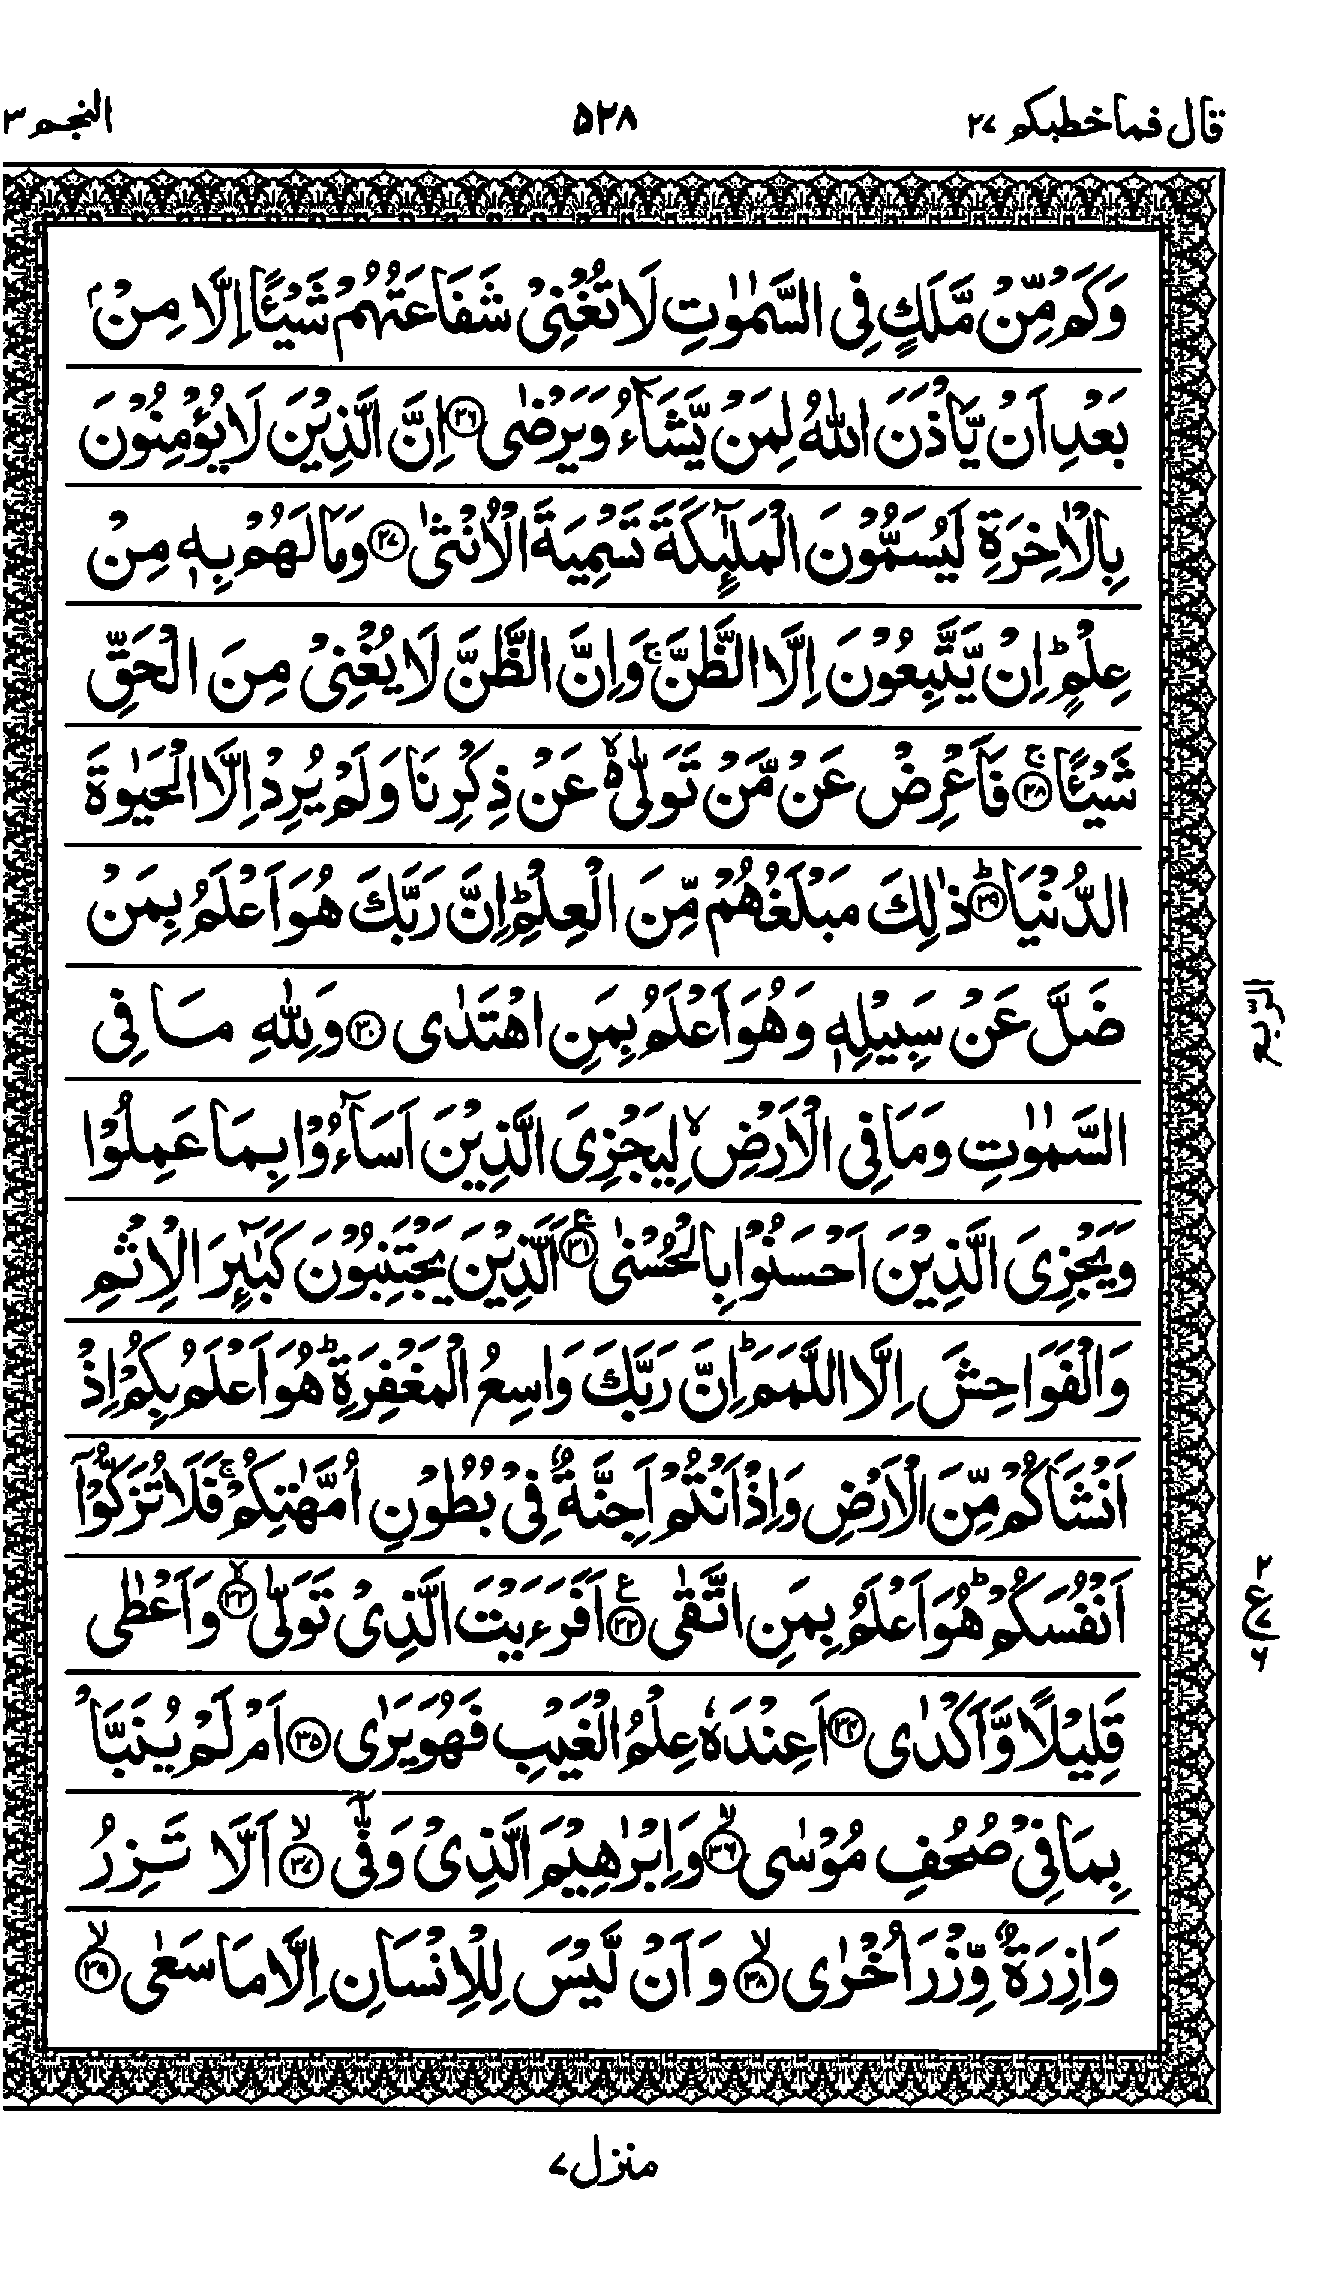 قال فما خطبكم ٢٧
٥٢٨
النجم ٣
وَكَمْ مِّنْ مَّلَكٍ فِى السَّمٰوٰتِ لَا تُغْنِىْ شَفَاعَتُهُمْ شَيْـًٔا اِلَّا مِنْۢ
بَعْدِ اَنْ يَّاْذَنَ اللّٰهُ لِمَنْ يَّشَآءُ وَيَرْضٰى ﴿٢٦﴾ اِنَّ الَّذِيْنَ لَا يُؤْمِنُوْنَ
بِالْاٰخِرَةِ لَيُسَمُّوْنَ الْمَلٰٓئِكَةَ تَسْمِيَةَ الْاُنْثٰى ﴿٢٧﴾ وَمَا لَهُمْ بِهٖ مِنْ
عِلْمٍ ؕ اِنْ يَّتَّبِعُوْنَ اِلَّا الظَّنَّ ۚ وَاِنَّ الظَّنَّ لَا يُغْنِىْ مِنَ الْحَقِّ
شَيْـًٔا ۚ ﴿٢٨﴾ فَاَعْرِضْ عَنْ مَّنْ تَوَلّٰى ۙ۬ عَنْ ذِكْرِنَا وَلَمْ يُرِدْ اِلَّا الْحَيٰوةَ
الدُّنْيَا ؕ ﴿٢٩﴾ ذٰلِكَ مَبْلَغُهُمْ مِّنَ الْعِلْمِ ؕ اِنَّ رَبَّكَ هُوَ اَعْلَمُ بِمَنْ
ضَلَّ عَنْ سَبِيْلِهٖ وَهُوَ اَعْلَمُ بِمَنِ اهْتَدٰى ﴿٣٠﴾ وَلِلّٰهِ مَا فِى
السَّمٰوٰتِ وَمَا فِى الْاَرْضِ ۙ لِيَجْزِىَ الَّذِيْنَ اَسَآءُوْا بِمَا عَمِلُوْا
وَيَجْزِىَ الَّذِيْنَ اَحْسَنُوْا بِالْحُسْنٰى ۚ ﴿٣١﴾ اَلَّذِيْنَ يَجْتَنِبُوْنَ كَبٰٓئِرَ الْاِثْمِ
وَالْفَوَاحِشَ اِلَّا اللَّمَمَ ؕ اِنَّ رَبَّكَ وَاسِعُ الْمَغْفِرَةِ ؕ هُوَ اَعْلَمُ بِكُمْ اِذْ
اَنْشَاَكُمْ مِّنَ الْاَرْضِ وَاِذْ اَنْتُمْ اَجِنَّةٌ فِىْ بُطُوْنِ اُمَّهٰتِكُمْ ۚ فَلَا تُزَكُّوْۤا
اَنْفُسَكُمْ ؕ هُوَ اَعْلَمُ بِمَنِ اتَّقٰى ﴿٣٢﴾ اَفَرَءَيْتَ الَّذِىْ تَوَلّٰى ۙ ﴿٣٣﴾ وَاَعْطٰى
قَلِيْلًا وَّاَكْدٰى ﴿٣٤﴾ اَعِنْدَهٗ عِلْمُ الْغَيْبِ فَهُوَ يَرٰى ﴿٣٥﴾ اَمْ لَمْ يُنَبَّاْ
بِمَا فِىْ صُحُفِ مُوْسٰى ۙ ﴿٣٦﴾ وَاِبْرٰهِيْمَ الَّذِىْ وَفّٰىٓ ۙ ﴿٣٧﴾ اَلَّا تَزِرُ
وَازِرَةٌ وِّزْرَ اُخْرٰى ۙ ﴿٣٨﴾ وَاَنْ لَّيْسَ لِلْاِنْسَانِ اِلَّا مَا سَعٰى ۙ ﴿٣٩﴾
الربع
٢
ع
٧
٦
منزل ٧